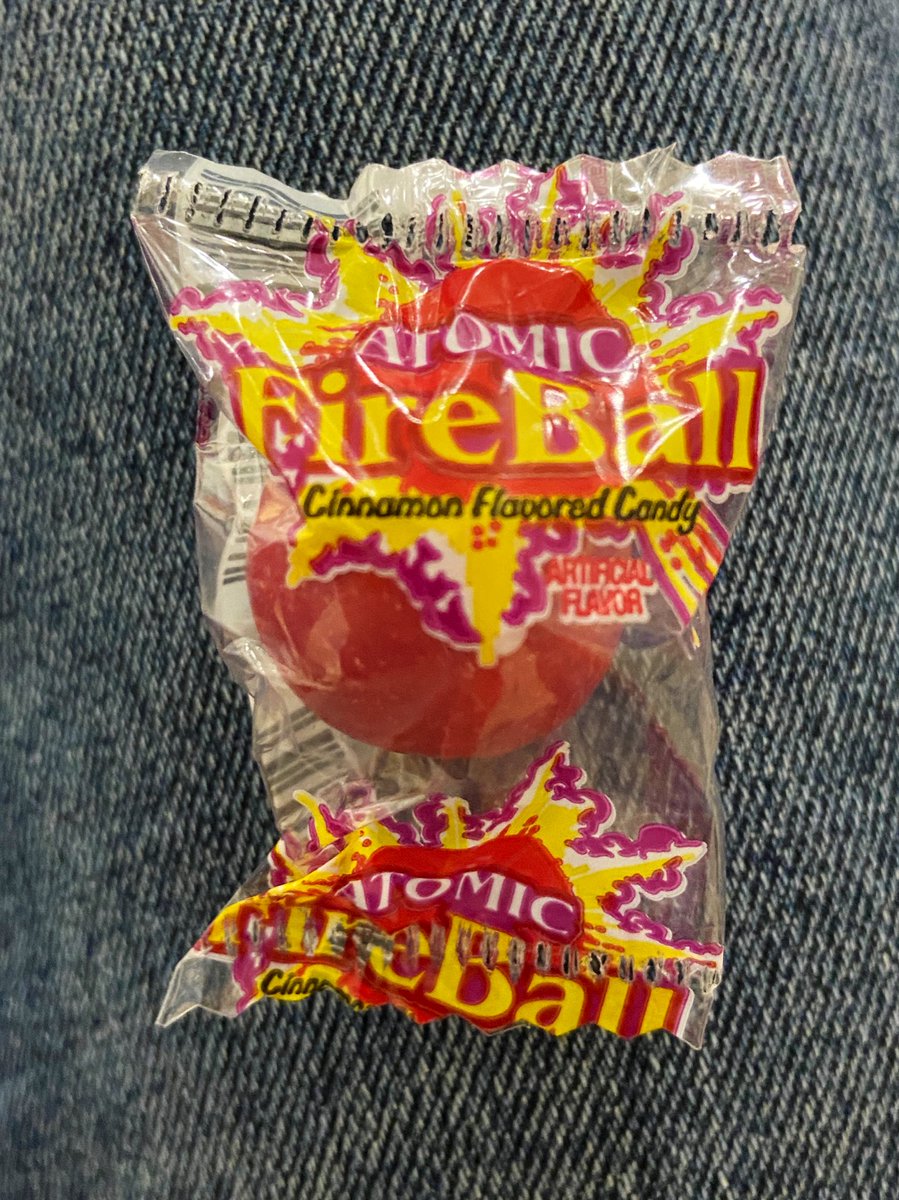 ATOMIC
FireBall
Cinnamon Flavored Candy
ARTIFICIAL
FLAVOR
ATOMIC
FireBall